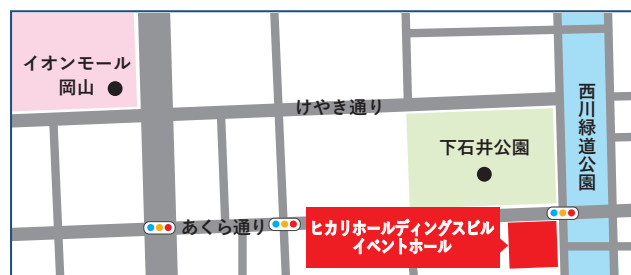 イオンモール
岡山
けやき通り
西川緑道公園
下石井公園
あくら通り
ヒカリホールディングスビル
イベントホール